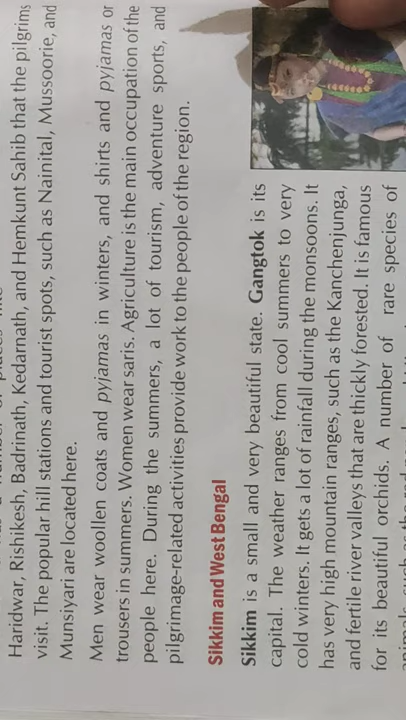 Haridwar, Rishikesh, Badrinath, Kedarnath, and Hemkunt Sahib that the pilgrims
visit. The popular hill stations and tourist spots, such as Nainital, Mussoorie, and
Munsiyari are located here.
Men wear woollen coats and pyjamas in winters, and shirts and pyjamas or
trousers in summers. Women wear saris. Agriculture is the main occupation of the
people here. During the summers, a lot of tourism, adventure sports, and
pilgrimage-related activities provide work to the people of the region.
Sikkim and West Bengal
Sikkim is a small and very beautiful state. Gangtok is its
capital. The weather ranges from cool summers to very
cold winters. It gets a lot of rainfall during the monsoons. It
has very high mountain ranges, such as the Kanchenjunga,
and fertile river valleys that are thickly forested. It is famous
for its beautiful orchids. A number of rare species of
animals such as the